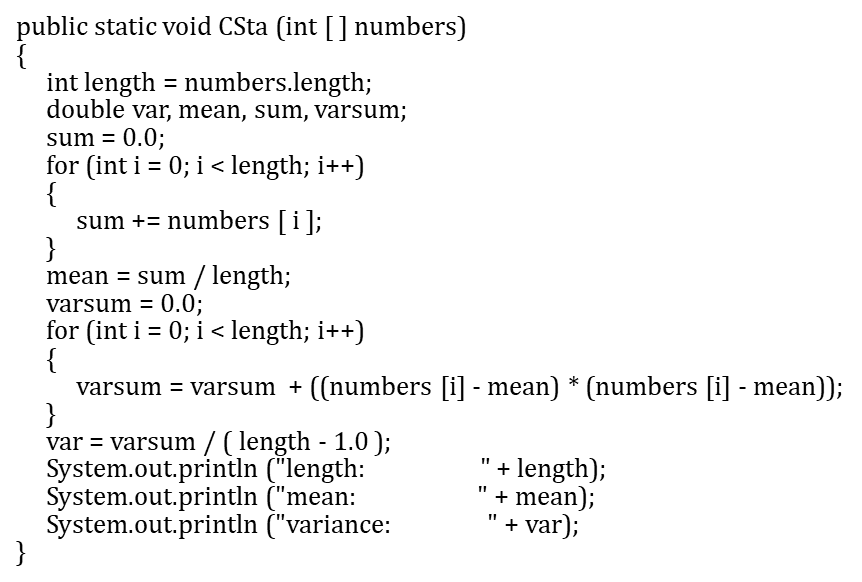 public static void CSta (int [ ] numbers)
{
int length = numbers.length;
double var, mean, sum, varsum;
sum = 0.0;
for (int i = 0; i < length; i++)
{
sum += numbers [ i ];
}
mean = sum / length;
varsum = 0.0;
for (int i = 0; i < length; i++)
{
varsum = varsum  + ((numbers [i] - mean) * (numbers [i] - mean));
}
var = varsum / ( length - 1.0 );
System.out.println ("length:                " + length);
System.out.println ("mean:                 " + mean);
System.out.println ("variance:             " + var);
}